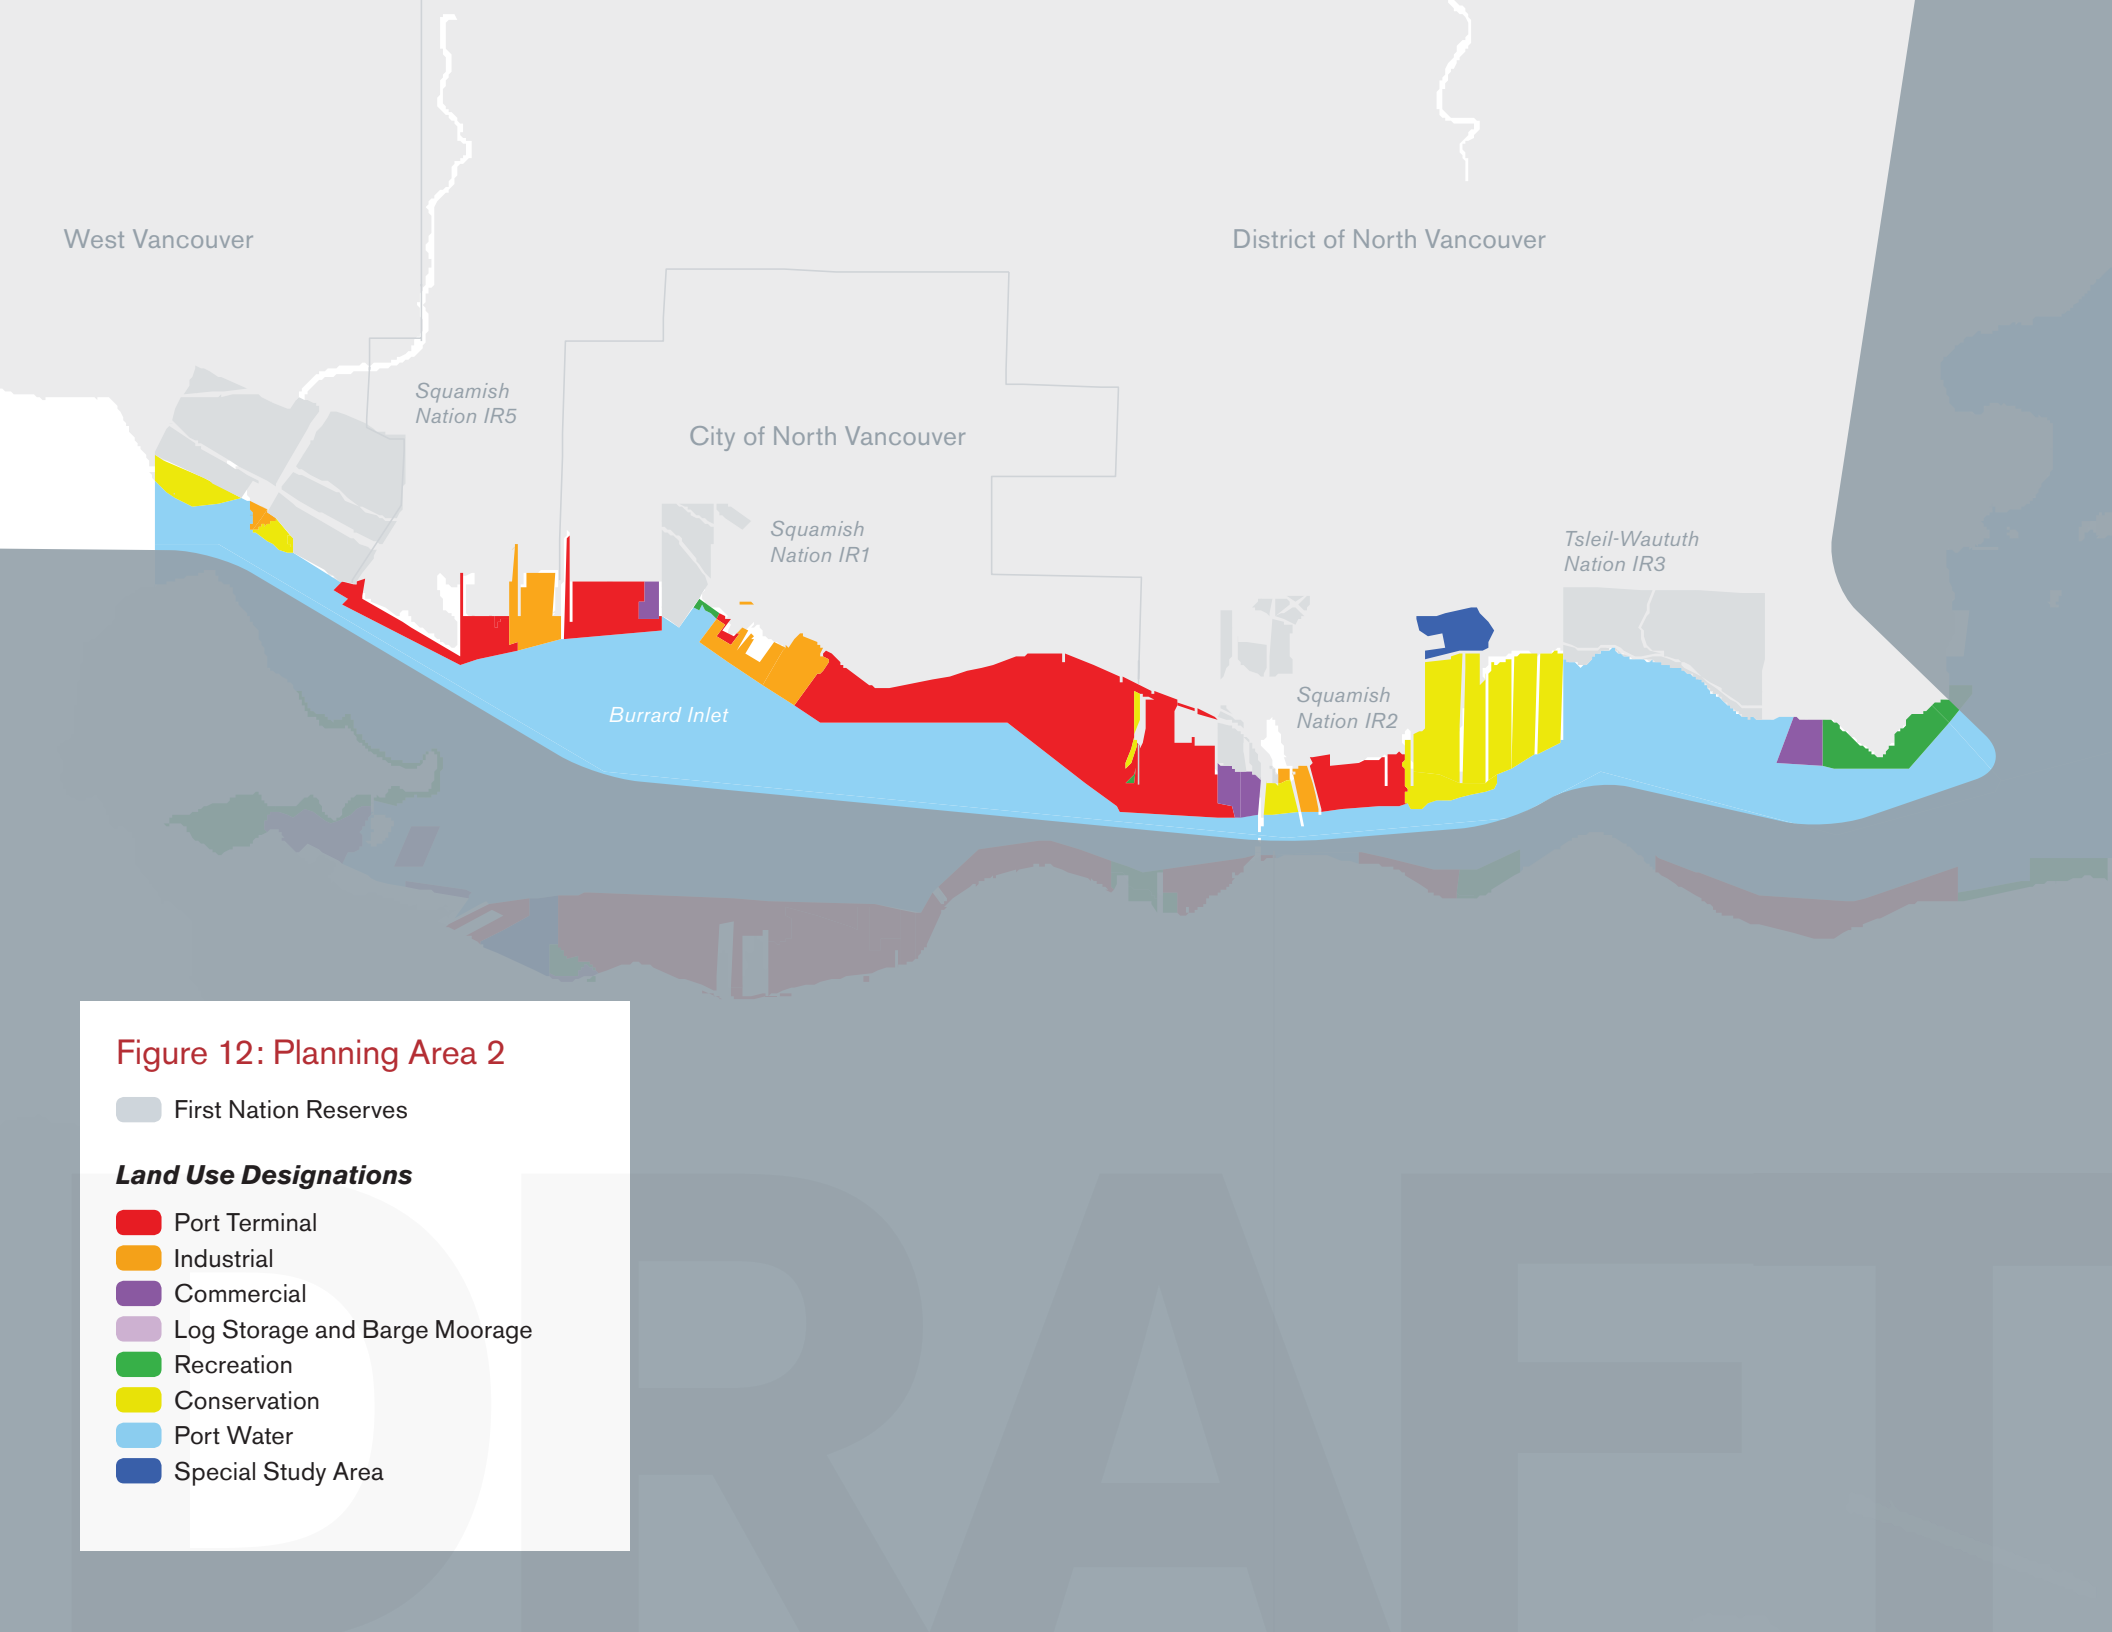 West Vancouver
District of North Vancouver
Squamish
Nation IR5
City of North Vancouver
Squamish
Nation IR1
Tsleil-Waututh
Nation IR3
Squamish
Nation IR2
Burrard Inlet
Figure 12: Planning Area 2
First Nation Reserves
Land Use Designations
Port Terminal
Industrial
Commercial
Log Storage and Barge Moorage
Recreation
Conservation
Port Water
Special Study Area
DRAFT